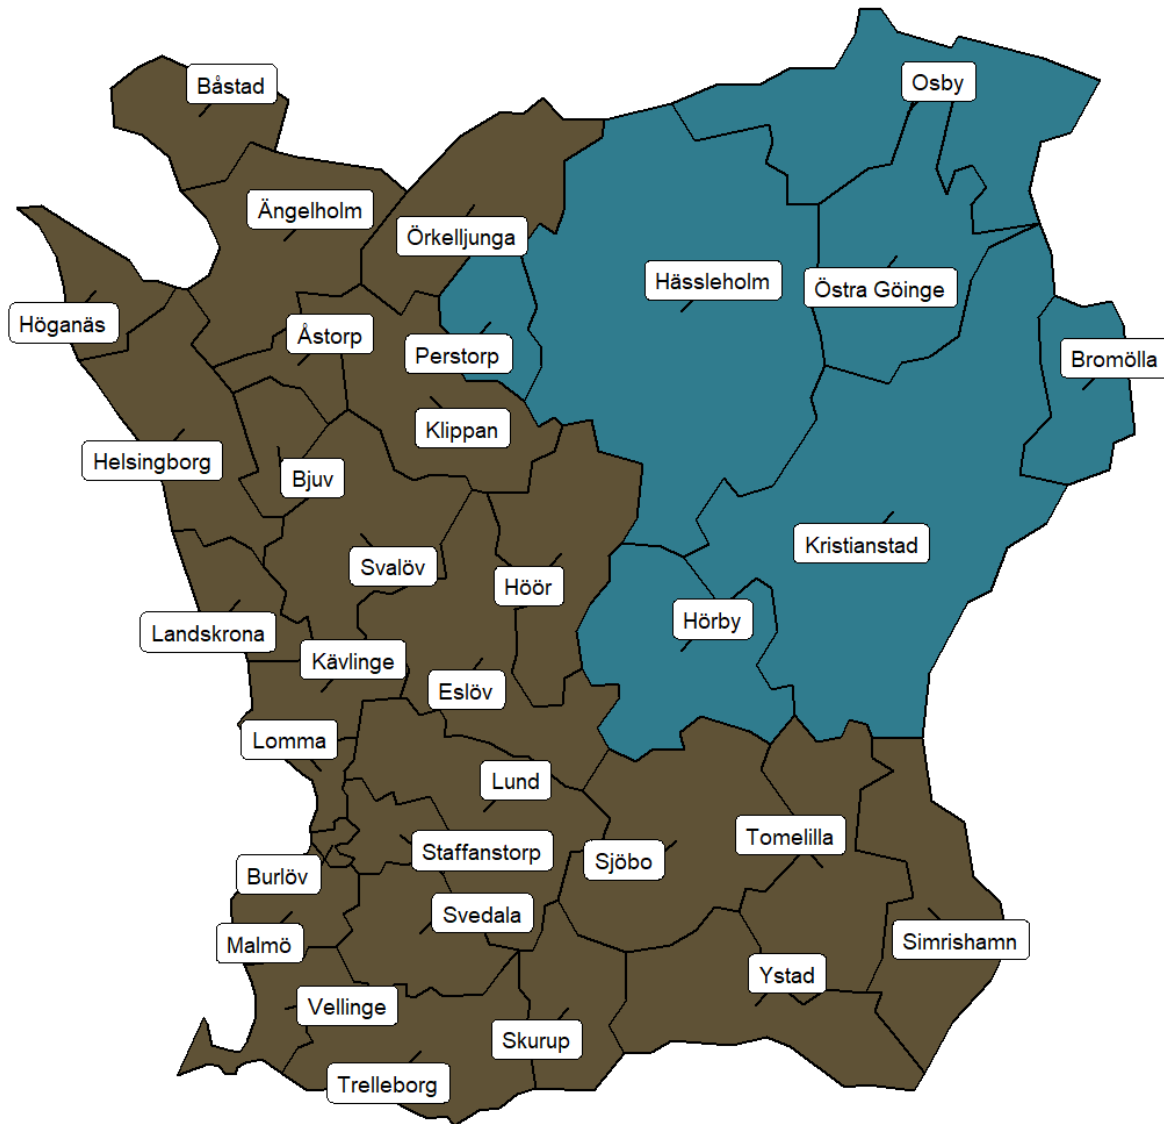 Båstad
Osby
Ängelholm
Örkelljunga
Hässleholm
Östra Göinge
Höganäs
Åstorp
Perstorp
Bromölla
Klippan
Helsingborg
Bjuv
Kristianstad
Svalöv
Höör
Hörby
Landskrona
Kävlinge
Eslöv
Lomma
Lund
Tomelilla
Staffanstorp
Sjöbo
Burlöv
Svedala
Malmö
Simrishamn
Ystad
Vellinge
Skurup
Trelleborg